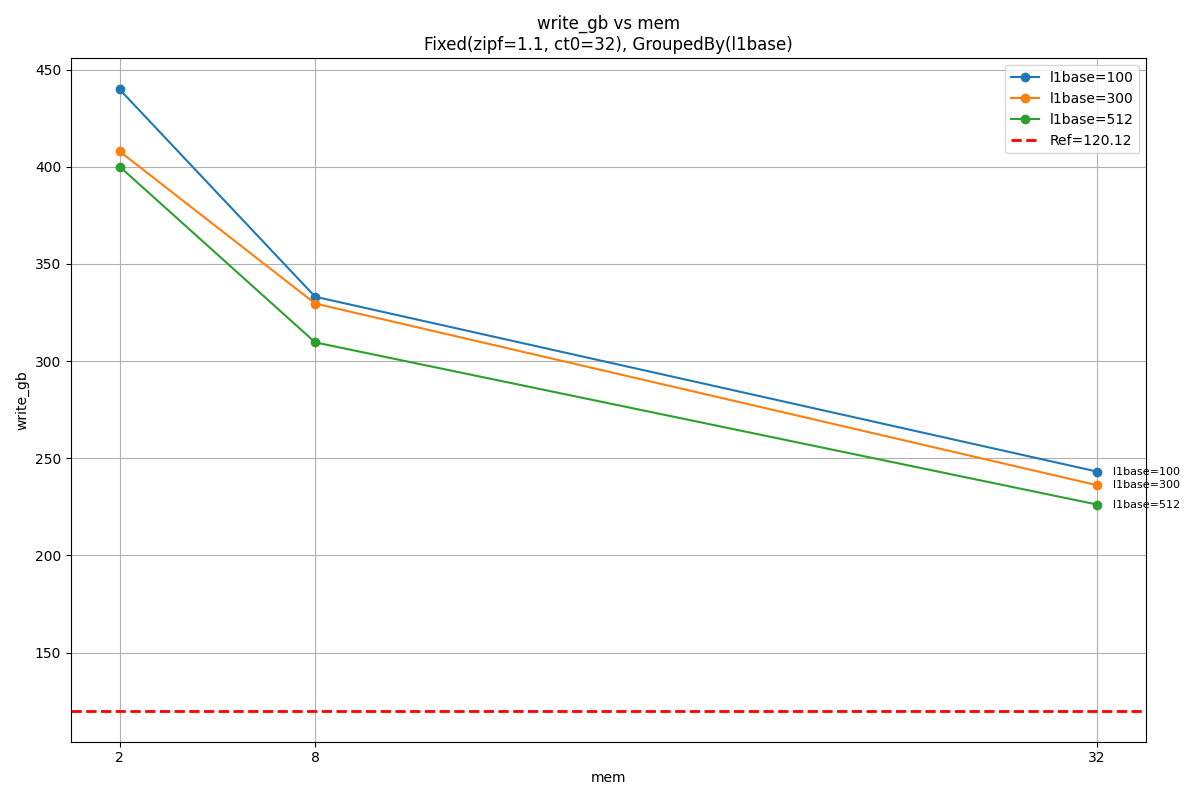 write_gb vs mem
Fixed(zipf=1.1, ct0=32), GroupedBy(l1base)
l1base=100
l1base=300
l1base=512
Ref=120.12
450
400
350
300
250
200
150
write_gb
l1base=100
l1base=300
l1base=512
2
8
32
mem